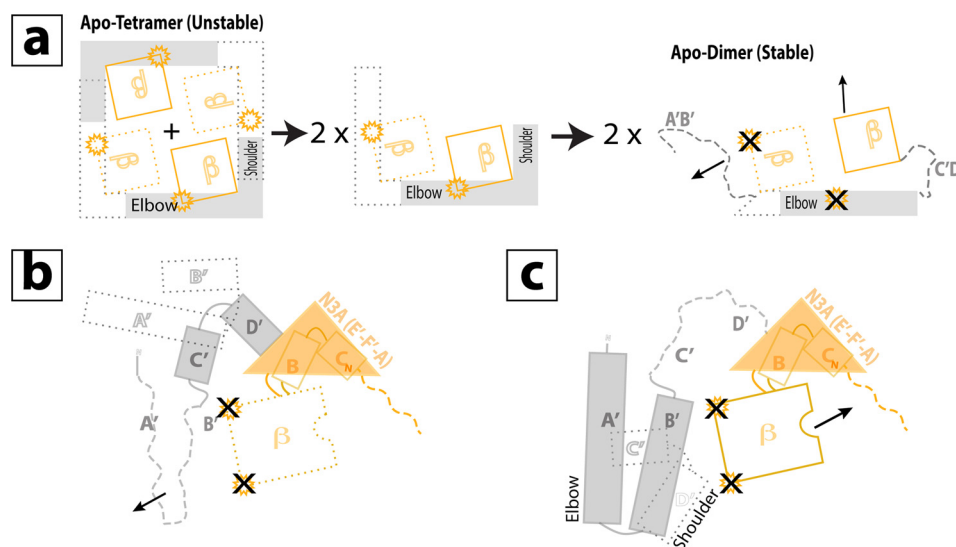 a
Apo-Tetramer (Unstable)
β
β
β
β
+
Elbow
Shoulder
2 x
β
β
Elbow
Shoulder
2 x
Apo-Dimer (Stable)
A'B'
β
β
C'D
Elbow
b
B'
A'
D'
C'
N3A (E'-F'-A)
B
C N
N
A'
B'
β
c
N3A (E'-F'-A)
D'
C'
B
C N
N
A'
B'
C'
D'
β
Elbow
Shoulder